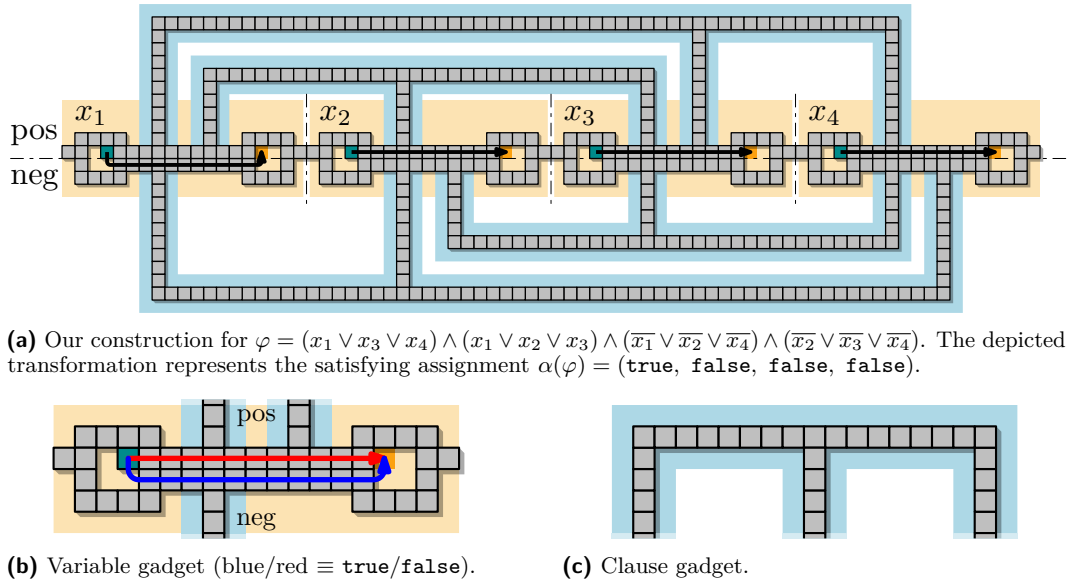 x₁ x₂ x₃ x₄
pos
neg
(a) Our construction for φ = (x₁ ∨ x₃ ∨ x₄) ∧ (x₁ ∨ x₂ ∨ x₃) ∧ (x̅₁ ∨ x̅₂ ∨ x̅₄) ∧ (x̅₂ ∨ x̅₃ ∨ x̅₄). The depicted
transformation represents the satisfying assignment α(φ) = (true, false, false, false).
pos
neg
(b) Variable gadget (blue/red ≡ true/false).
(c) Clause gadget.